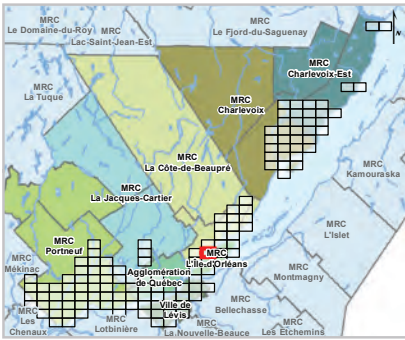 MRC
Le Domaine-du-Roy
MRC
Lac-Saint-Jean-Est
MRC
Le Fjord-du-Saguenay
N
MRC
Charlevoix-Est
MRC
La Tuque
MRC
Charlevoix
MRC
La Côte-de-Beaupré
MRC
Kamouraska
MRC
La Jacques-Cartier
MRC
L'Islet
MRC
Portneuf
MRC
L'Île-d'Orléans
MRC
Mékinac
Agglomération
de Québec
MRC
Montmagny
MRC
Bellechasse
Ville de
Lévis
MRC
Les
Chenaux
MRC
Lotbinière
MRC
La Nouvelle-Beauce
MRC
Les Etchemins